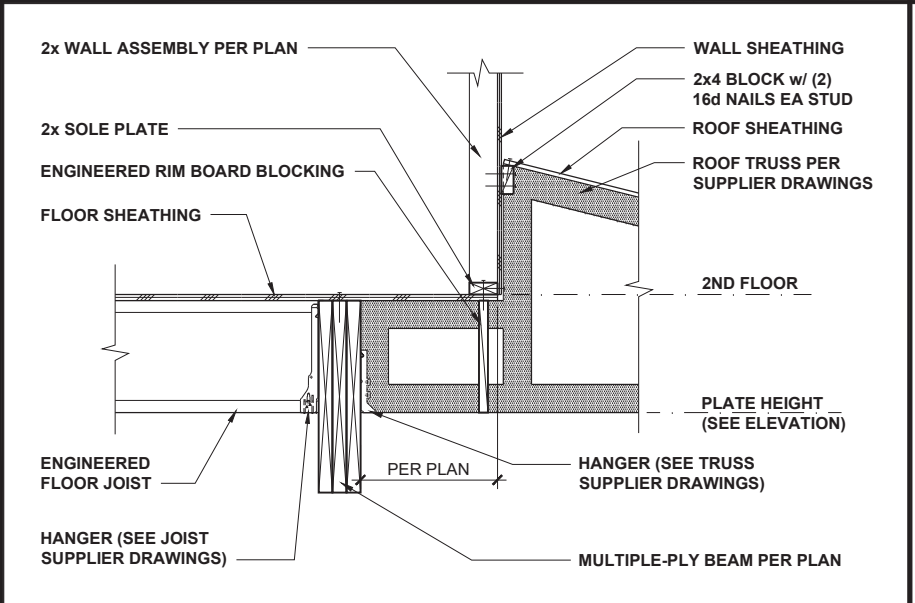 2x WALL ASSEMBLY PER PLAN
2x SOLE PLATE
ENGINEERED RIM BOARD BLOCKING
FLOOR SHEATHING
ENGINEERED
FLOOR JOIST
HANGER (SEE JOIST
SUPPLIER DRAWINGS)
PER PLAN
WALL SHEATHING
2x4 BLOCK w/ (2)
16d NAILS EA STUD
ROOF SHEATHING
ROOF TRUSS PER
SUPPLIER DRAWINGS
2ND FLOOR
PLATE HEIGHT
(SEE ELEVATION)
HANGER (SEE TRUSS
SUPPLIER DRAWINGS)
MULTIPLE-PLY BEAM PER PLAN